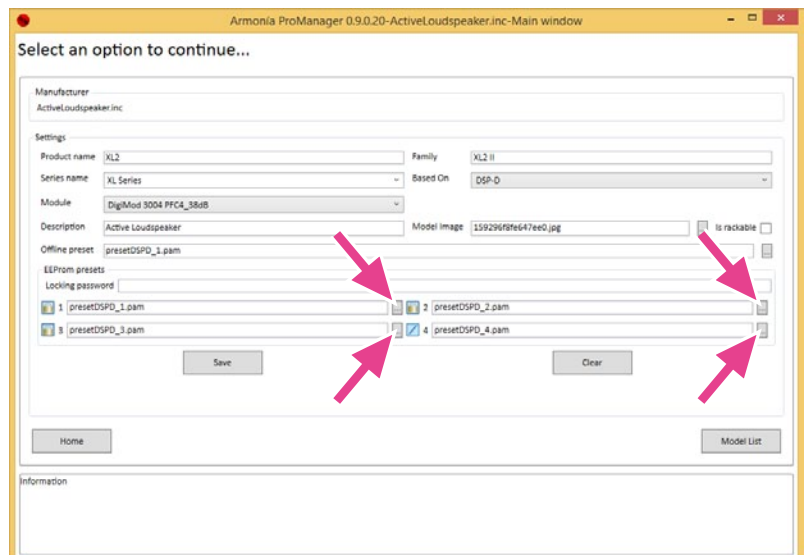 Armonía ProManager 0.9.0.20-ActiveLoudspeaker.inc-Main window
Select an option to continue...
Manufacturer
ActiveLoudspeaker.inc
Settings
Product name XL2 Family XL2 II
Series name XL Series Based On DSP-D
Module DigiMod 3004 PFC4_38dB
Description Active Loudspeaker Model Image 159296f8fe647ee0.jpg ... Is rackable
Offline preset presetDSPD_1.pam ...
EEProm presets
Locking password
1 presetDSPD_1.pam ... 2 presetDSPD_2.pam ...
3 presetDSPD_3.pam ... 4 presetDSPD_4.pam ...
Save Clear
Home Model List
Information